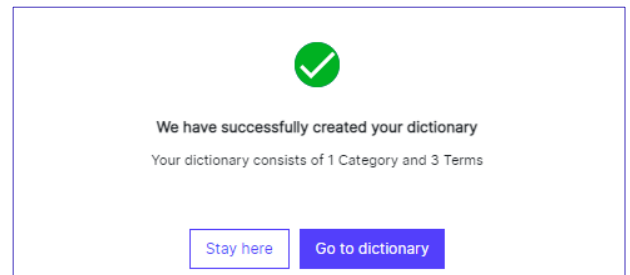 We have successfully created your dictionary
Your dictionary consists of 1 Category and 3 Terms
Stay here
Go to dictionary